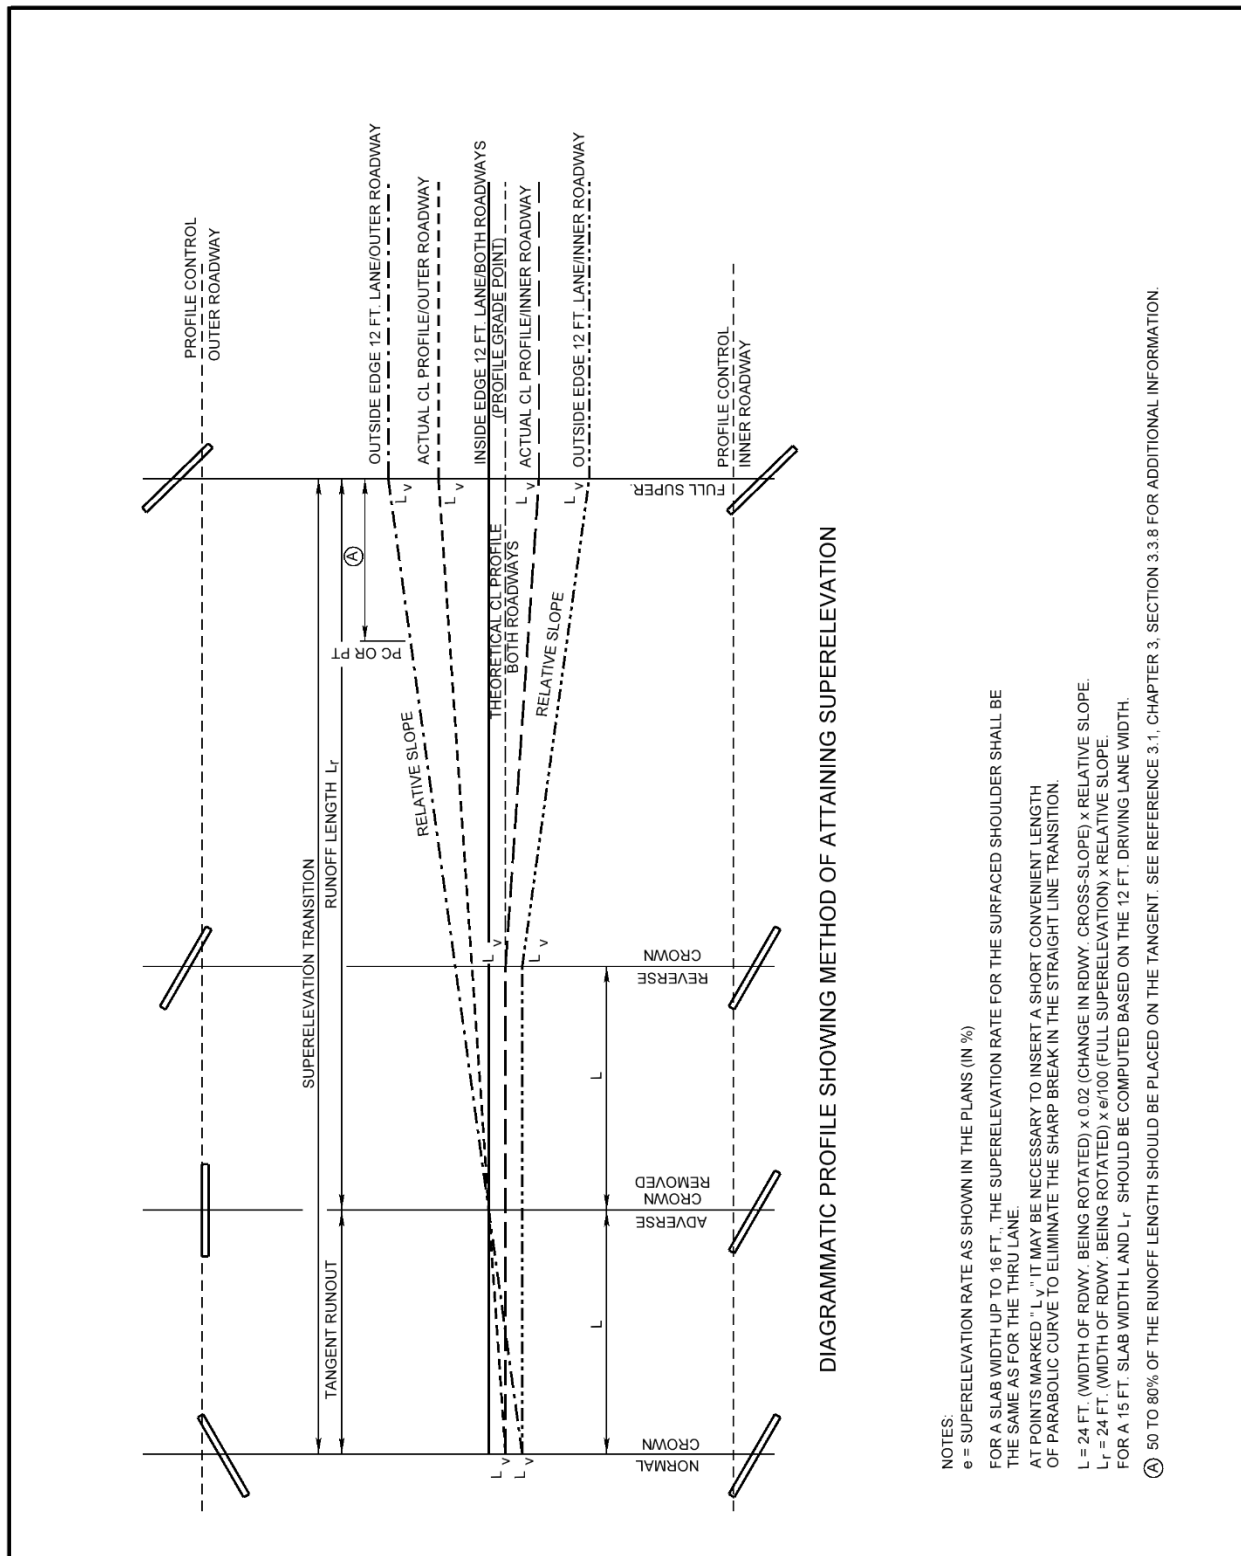 PROFILE CONTROL
OUTER ROADWAY
OUTSIDE EDGE 12 FT. LANE/OUTER ROADWAY
ACTUAL CL PROFILE/OUTER ROADWAY
INSIDE EDGE 12 FT. LANE/BOTH ROADWAYS
(PROFILE GRADE POINT)
ACTUAL CL PROFILE/INNER ROADWAY
OUTSIDE EDGE 12 FT. LANE/INNER ROADWAY
PROFILE CONTROL
INNER ROADWAY
SUPERELEVATION TRANSITION
RUNOFF LENGTH Lr
TANGENT RUNOUT
A
PC OR PT
RELATIVE SLOPE
THEORETICAL CL PROFILE
BOTH ROADWAYS
RELATIVE SLOPE
Lv
Lv
Lv
Lv
Lv
Lv
Lv
Lv
L
L
NORMAL
CROWN
ADVERSE
CROWN
REMOVED
REVERSE
CROWN
FULL SUPER.
DIAGRAMMATIC PROFILE SHOWING METHOD OF ATTAINING SUPERELEVATION
NOTES:
e = SUPERELEVATION RATE AS SHOWN IN THE PLANS (IN %)
FOR A SLAB WIDTH UP TO 16 FT., THE SUPERELEVATION RATE FOR THE SURFACED SHOULDER SHALL BE
THE SAME AS FOR THE THRU LANE.
AT POINTS MARKED " Lv " IT MAY BE NECESSARY TO INSERT A SHORT CONVENIENT LENGTH
OF PARABOLIC CURVE TO ELIMINATE THE SHARP BREAK IN THE STRAIGHT LINE TRANSITION.
L = 24 FT. (WIDTH OF RDWY. BEING ROTATED) x 0.02 (CHANGE IN RDWY. CROSS-SLOPE) x RELATIVE SLOPE.
Lr = 24 FT. (WIDTH OF RDWY. BEING ROTATED) x e/100 (FULL SUPERELEVATION) x RELATIVE SLOPE.
FOR A 15 FT. SLAB WIDTH L AND Lr SHOULD BE COMPUTED BASED ON THE 12 FT. DRIVING LANE WIDTH.
A 50 TO 80% OF THE RUNOFF LENGTH SHOULD BE PLACED ON THE TANGENT. SEE REFERENCE 3.1, CHAPTER 3, SECTION 3.3.8 FOR ADDITIONAL INFORMATION.